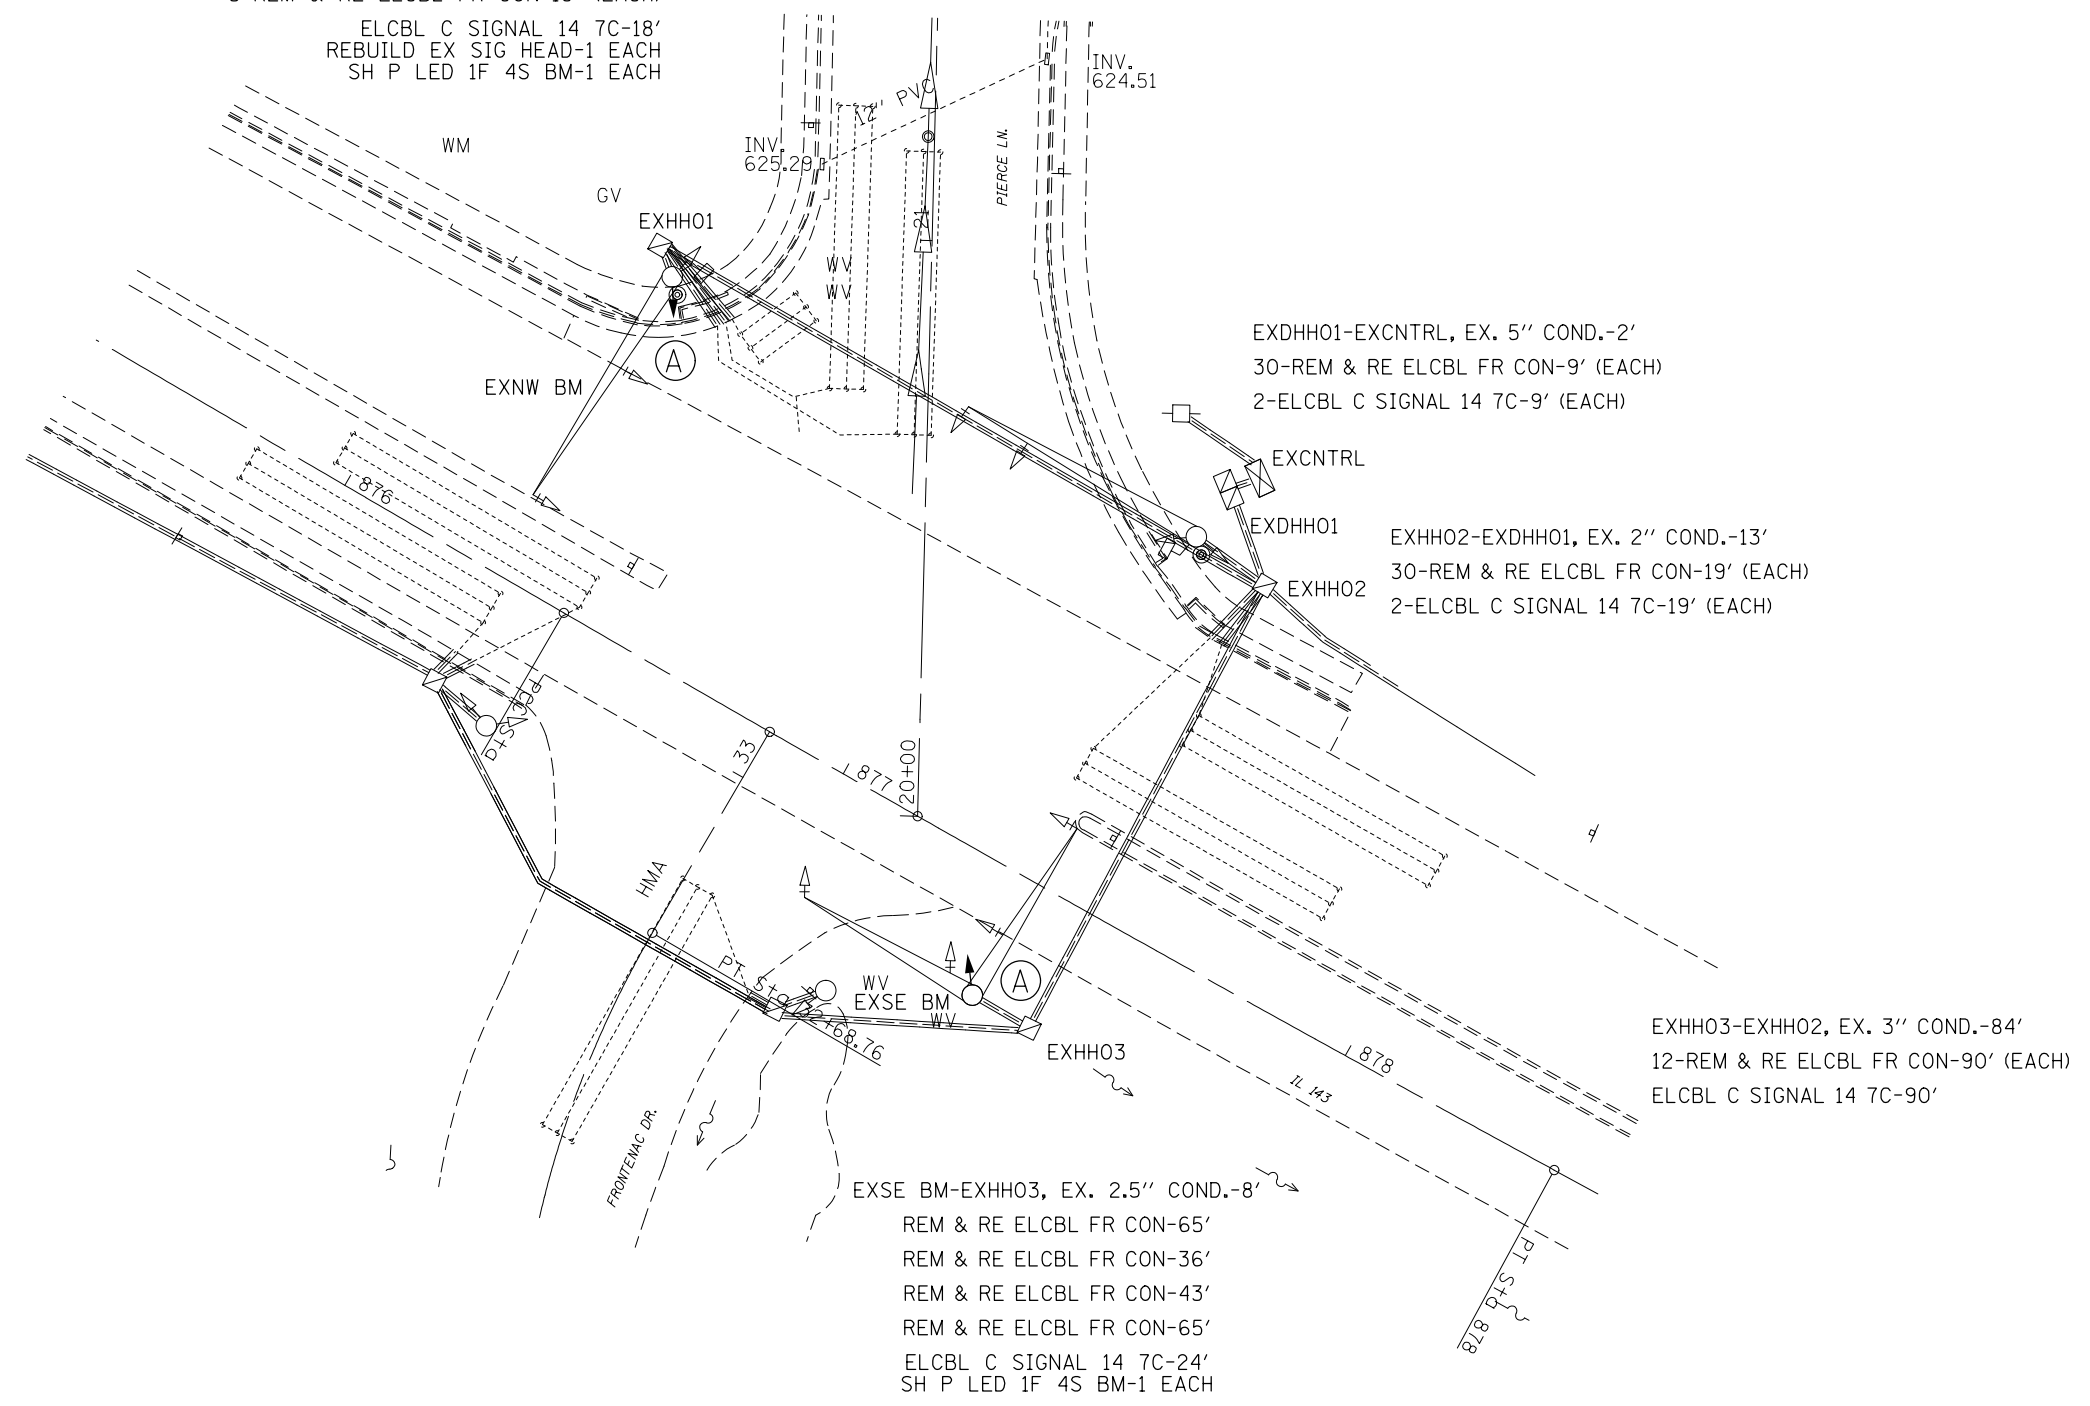 ELCBL C SIGNAL 14 7C-18'
REBUILD EX SIG HEAD-1 EACH
SH P LED 1F 4S BM-1 EACH
INV.
624.51
12" PVC
WM
INV.
625.29
PIERCE LN.
GV
EXHH01
21
WV
WV
EXDHH01-EXCNTRL, EX. 5'' COND.-2'
30-REM & RE ELCBL FR CON-9' (EACH)
2-ELCBL C SIGNAL 14 7C-9' (EACH)
A
EXNW BM
EXCNTRL
876
EXDHH01
EXHH02-EXDHH01, EX. 2'' COND.-13'
30-REM & RE ELCBL FR CON-19' (EACH)
2-ELCBL C SIGNAL 14 7C-19' (EACH)
EXHH02
PC Sta
33
877
20+00
HMA
PT Sta 32+68.76
WV
EXSE BM
WV
A
EXHH03
EXHH03-EXHH02, EX. 3'' COND.-84'
12-REM & RE ELCBL FR CON-90' (EACH)
ELCBL C SIGNAL 14 7C-90'
878
IL 143
FRONTENAC DR.
EXSE BM-EXHH03, EX. 2.5'' COND.-8'
REM & RE ELCBL FR CON-65'
REM & RE ELCBL FR CON-36'
REM & RE ELCBL FR CON-43'
REM & RE ELCBL FR CON-65'
ELCBL C SIGNAL 14 7C-24'
SH P LED 1F 4S BM-1 EACH
PT Sta 878